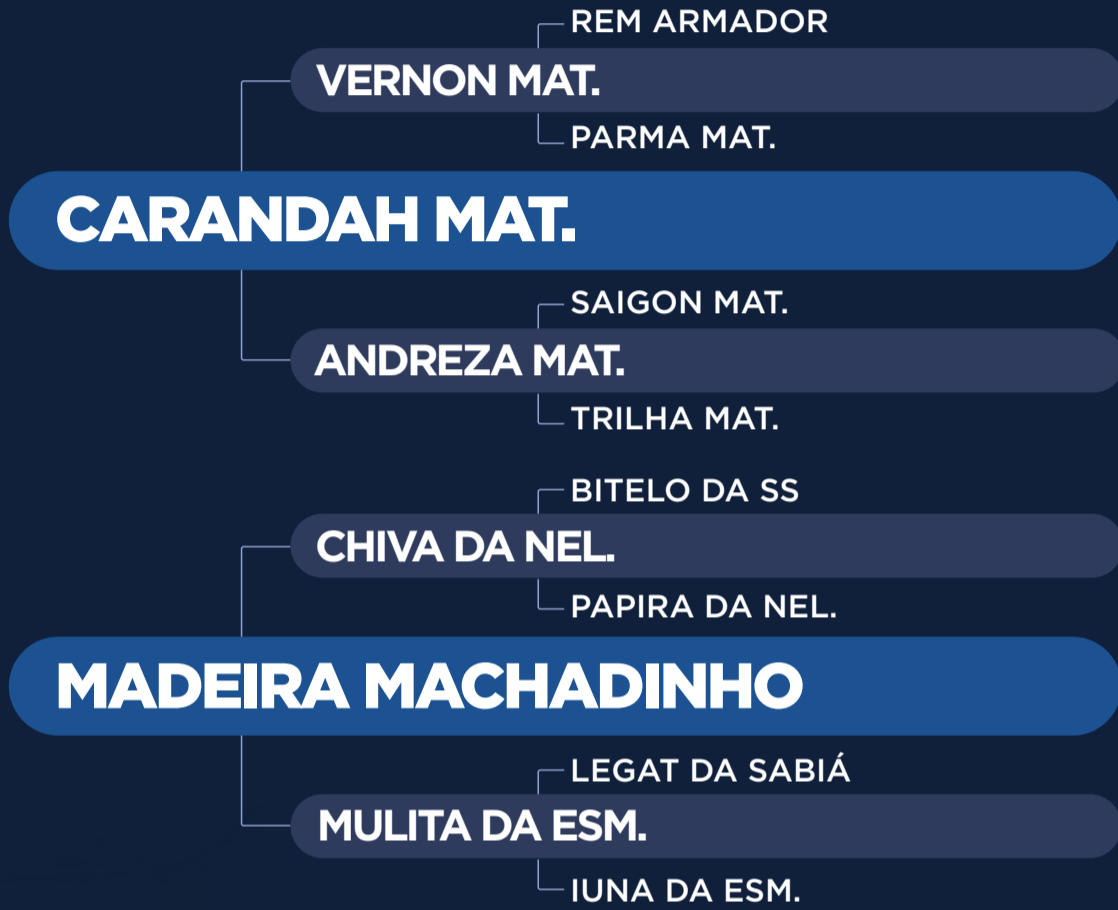 REM ARMADOR
VERNON MAT.
PARMA MAT.
CARANDAH MAT.
SAIGON MAT.
ANDREZA MAT.
TRILHA MAT.
BITELO DA SS
CHIVA DA NEL.
PAPIRA DA NEL.
MADEIRA MACHADINHO
LEGAT DA SABIÁ
MULITA DA ESM.
IUNA DA ESM.